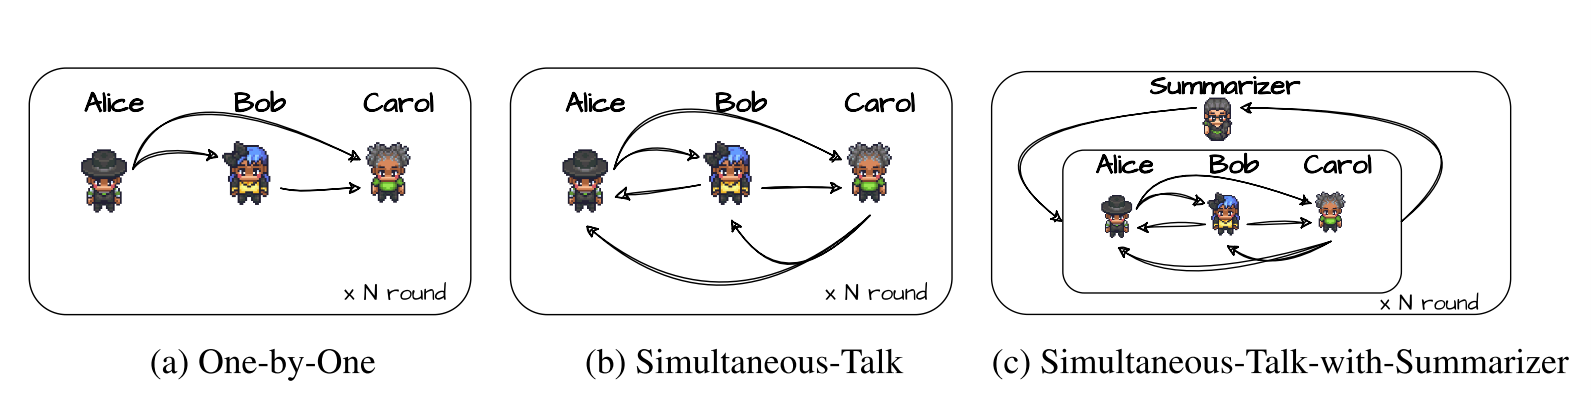 Alice Bob Carol
x N round
(a) One-by-One
Alice Bob Carol
x N round
(b) Simultaneous-Talk
Summarizer
Alice Bob Carol
x N round
(c) Simultaneous-Talk-with-Summarizer